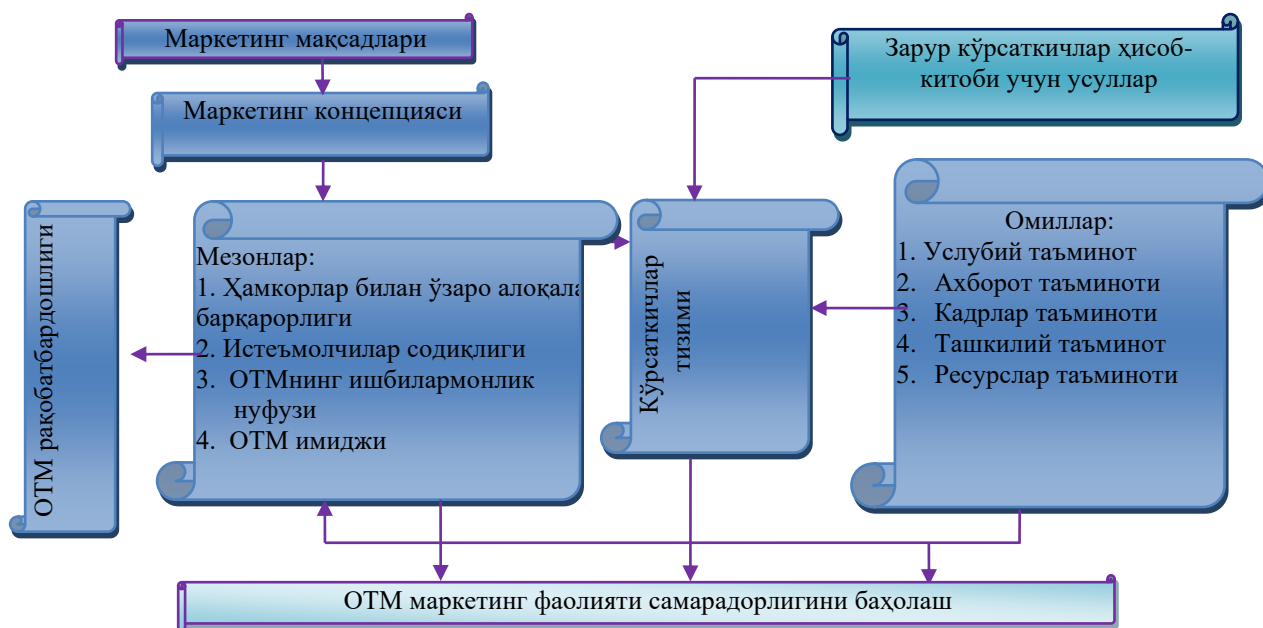 Маркетинг мақсадлари
Маркетинг концепцияси
Зарур кўрсаткичлар ҳисоб-
китоби учун усуллар
ОТМ рақобатбардошлиги
Мезонлар:
1. Ҳамкорлар билан ўзаро алоқала
барқарорлиги
2. Истеъмолчилар содиқлиги
3. ОТМнинг ишбилармонлик
нуфузи
4. ОТМ имиджи
Кўрсаткичлар
тизими
Омиллар:
1. Услубий таъминот
2. Ахборот таъминоти
3. Кадрлар таъминоти
4. Ташкилий таъминот
5. Ресурслар таъминоти
ОТМ маркетинг фаолияти самарадорлигини баҳолаш